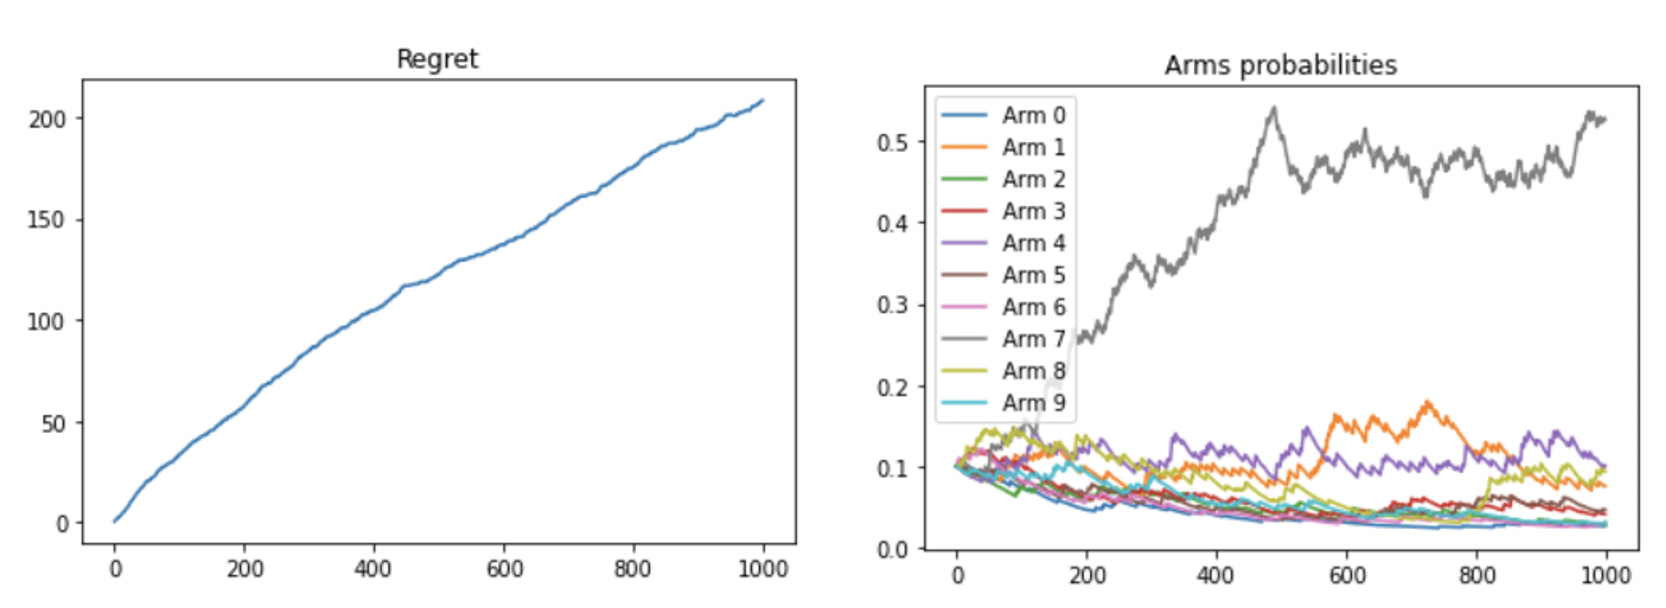 Regret
200
150
100
50
0
0 200 400 600 800 1000
Arms probabilities
Arm 0
Arm 1
Arm 2
Arm 3
Arm 4
Arm 5
Arm 6
Arm 7
Arm 8
Arm 9
0.5
0.4
0.3
0.2
0.1
0.0
0 200 400 600 800 1000